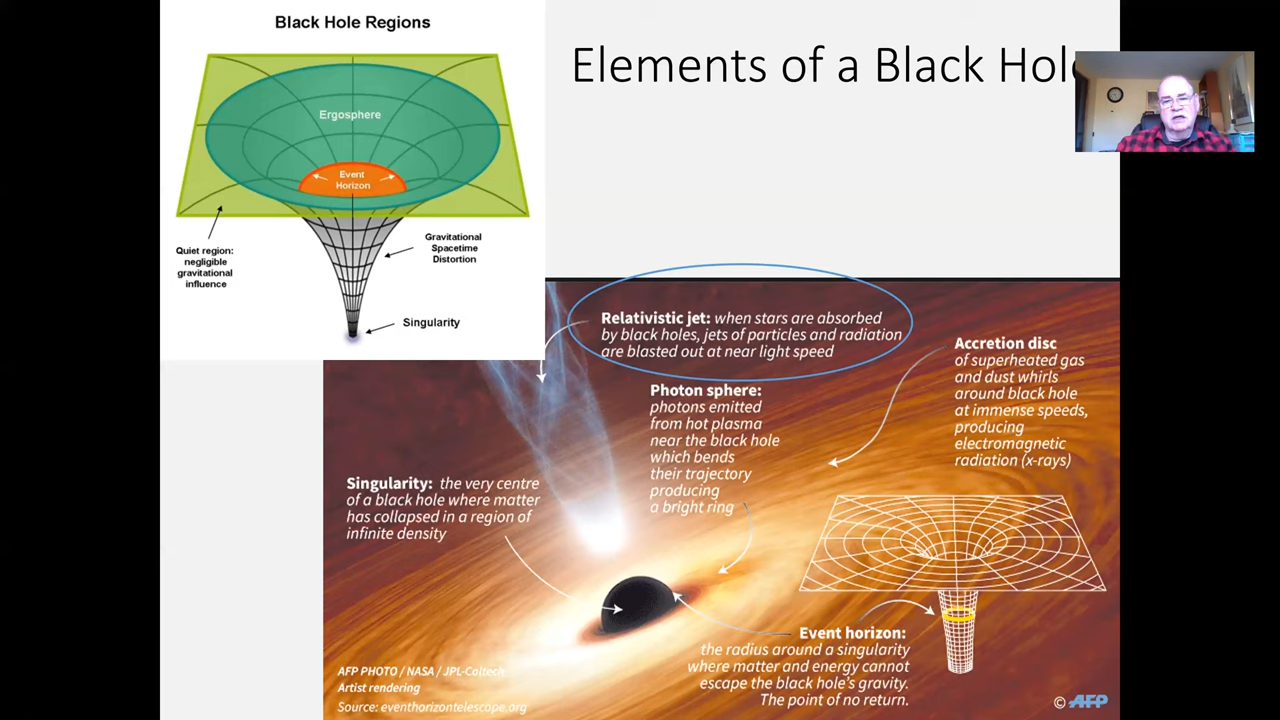 Black Hole Regions
Elements of a Black Hol
Ergosphere
Event
Horizon
Quiet region:
negligible
gravitational
influence
Gravitational
Spacetime
Distortion
Singularity
Relativistic jet: when stars are absorbed
by black holes, jets of particles and radiation
are blasted out at near light speed
Accretion disc
of superheated gas
and dust whirls
around black hole
at immense speeds,
producing
electromagnetic
radiation (x-rays)
Photon sphere:
photons emitted
from hot plasma
near the black hole
which bends
their trajectory
producing
a bright ring
Singularity: the very centre
of a black hole where matter
has collapsed in a region of
infinite density
Event horizon:
the radius around a singularity
where matter and energy cannot
escape the black hole's gravity.
The point of no return.
AFP PHOTO / NASA / JPL-Caltech
Artist rendering
Source: eventhorizontelescope.org
© AFP